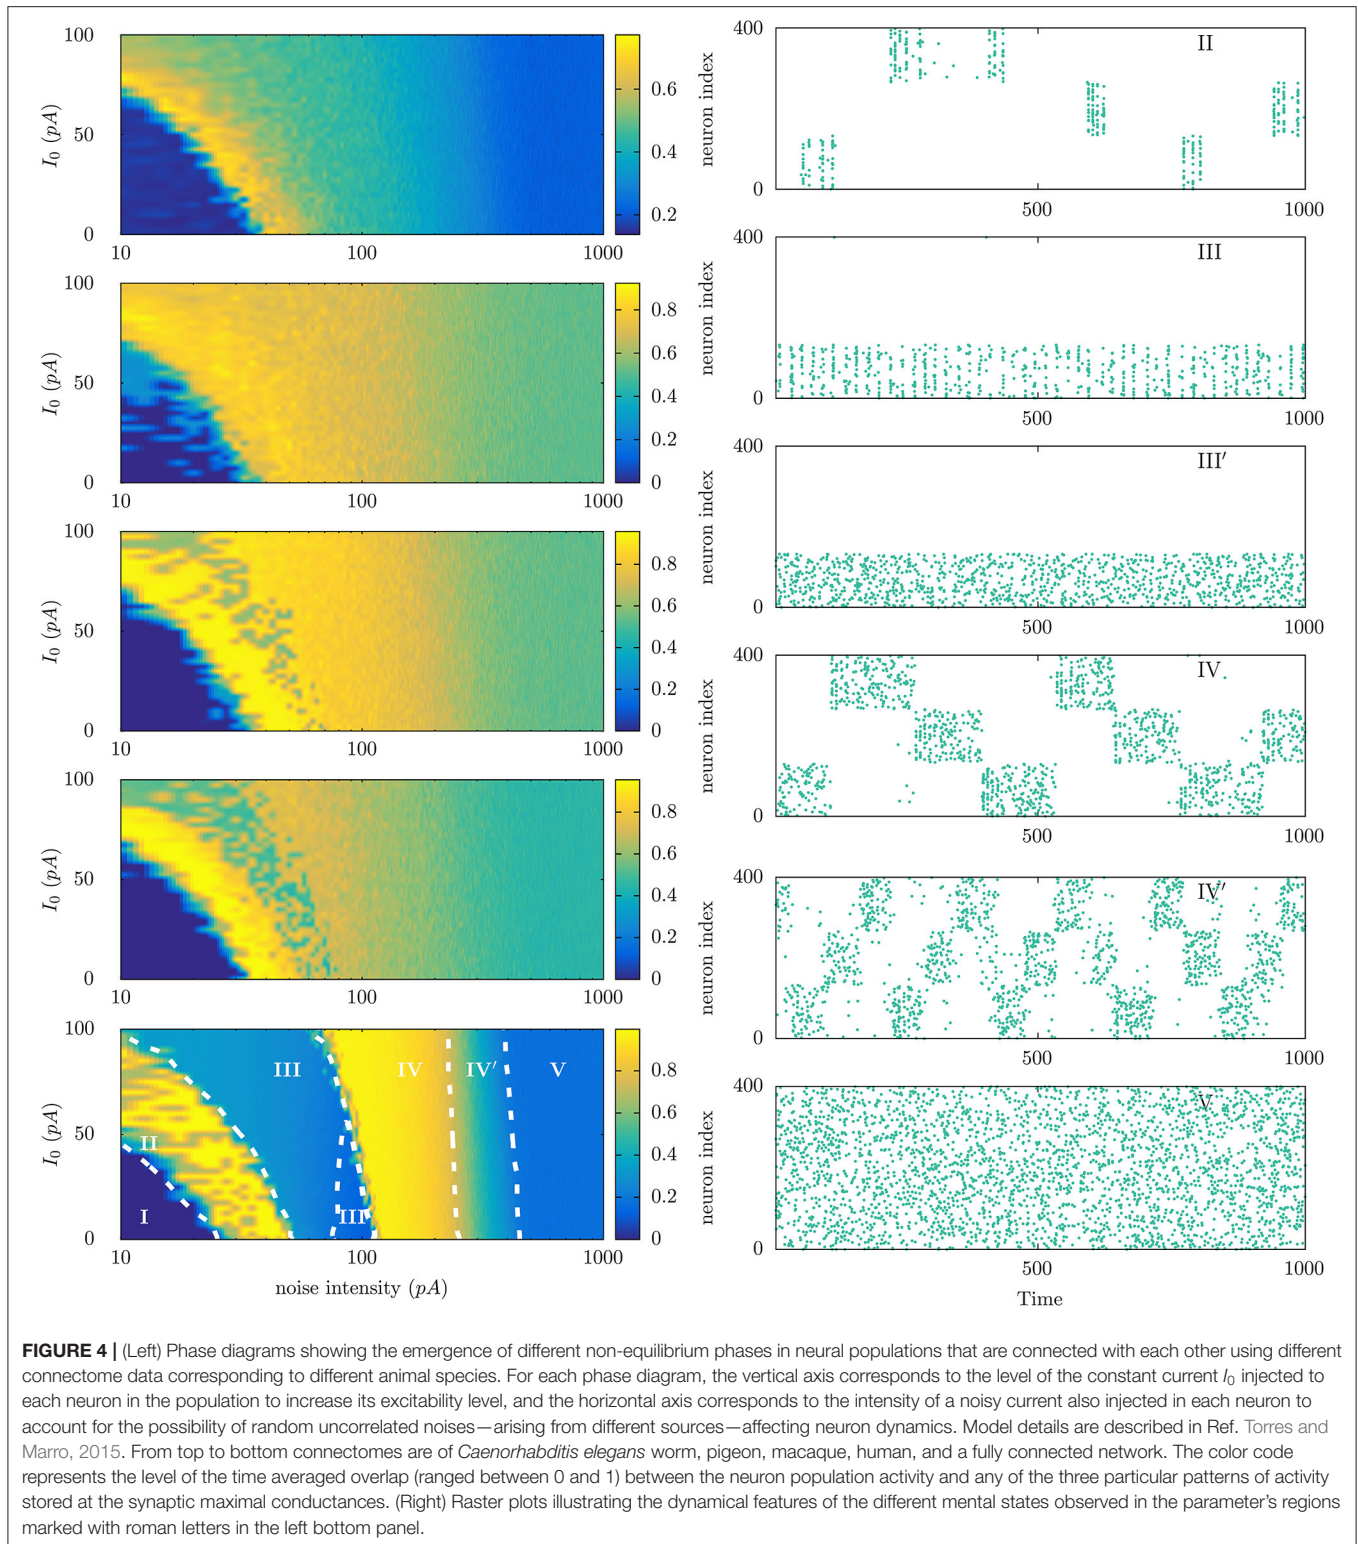 100
50
0
I0 (pA)
10
100
1000
0.6
0.4
0.2
100
50
0
I0 (pA)
10
100
1000
0.8
0.6
0.4
0.2
0
100
50
0
I0 (pA)
10
100
1000
0.8
0.6
0.4
0.2
0
100
50
0
I0 (pA)
10
100
1000
0.8
0.6
0.4
0.2
0
100
50
0
I0 (pA)
I
II
III
III
IV
IV′
V
10
100
1000
noise intensity (pA)
0.8
0.6
0.4
0.2
0
400
0
neuron index
II
500
1000
400
0
neuron index
III
500
1000
400
0
neuron index
III′
500
1000
400
0
neuron index
IV
500
1000
400
0
neuron index
IV′
500
1000
400
0
neuron index
V
500
1000
Time
FIGURE 4 | (Left) Phase diagrams showing the emergence of different non-equilibrium phases in neural populations that are connected with each other using different
connectome data corresponding to different animal species. For each phase diagram, the vertical axis corresponds to the level of the constant current I0 injected to
each neuron in the population to increase its excitability level, and the horizontal axis corresponds to the intensity of a noisy current also injected in each neuron to
account for the possibility of random uncorrelated noises—arising from different sources—affecting neuron dynamics. Model details are described in Ref. Torres and
Marro, 2015. From top to bottom connectomes are of Caenorhabditis elegans worm, pigeon, macaque, human, and a fully connected network. The color code
represents the level of the time averaged overlap (ranged between 0 and 1) between the neuron population activity and any of the three particular patterns of activity
stored at the synaptic maximal conductances. (Right) Raster plots illustrating the dynamical features of the different mental states observed in the parameter's regions
marked with roman letters in the left bottom panel.